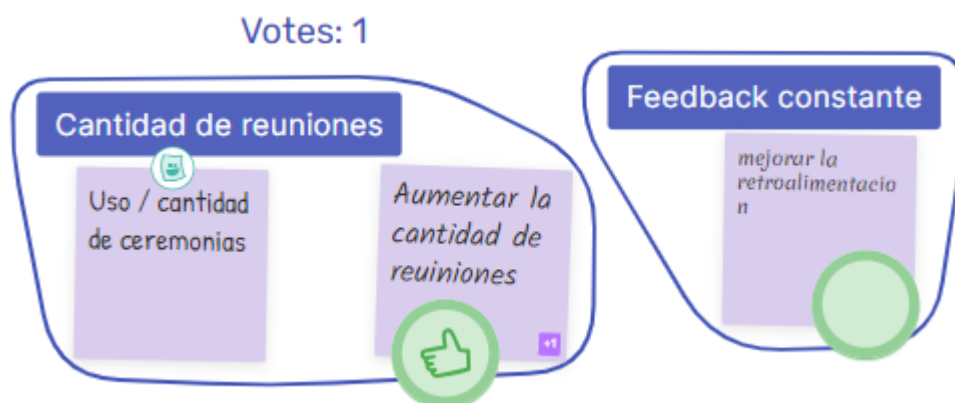 Votes: 1
Cantidad de reuniones
Uso / cantidad
de ceremonias
Aumentar la
cantidad de
reuiniones
+1
Feedback constante
mejorar la
retroalimentacio
n